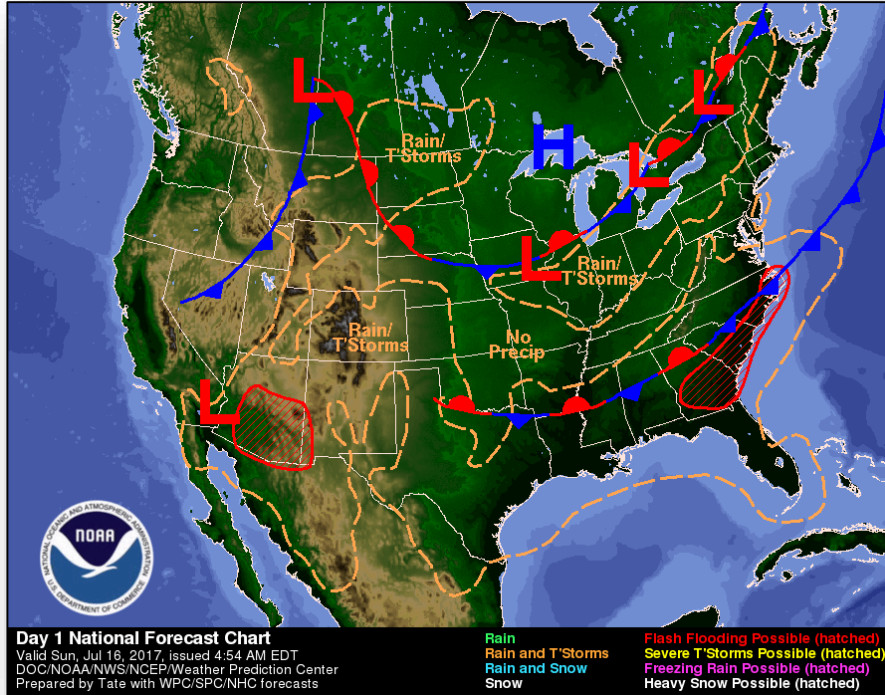 L
L
L
L
L
H
Rain/
T'Storms
Rain/
T'Storms
Rain/
T'Storms
No
Precip
NATIONAL OCEANIC AND ATMOSPHERIC ADMINISTRATION
NOAA
U.S. DEPARTMENT OF COMMERCE
Day 1 National Forecast Chart
Valid Sun, Jul 16, 2017, issued 4:54 AM EDT
DOC/NOAA/NWS/NCEP/Weather Prediction Center
Prepared by Tate with WPC/SPC/NHC forecasts
Rain
Rain and T'Storms
Rain and Snow
Snow
Flash Flooding Possible (hatched)
Severe T'Storms Possible (hatched)
Freezing Rain Possible (hatched)
Heavy Snow Possible (hatched)